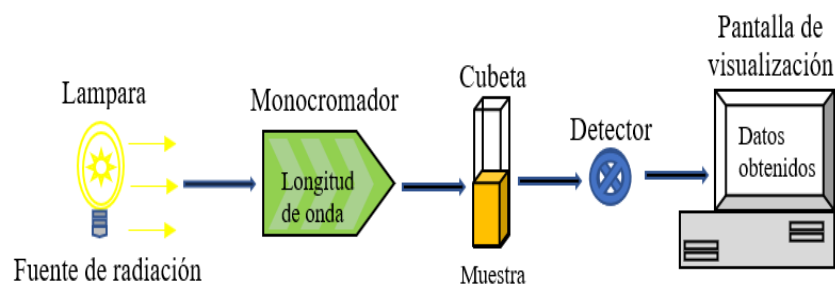 Lampara
Fuente de radiación
Monocromador
Longitud
de onda
Cubeta
Muestra
Detector
Pantalla de
visualización
Datos
obtenidos